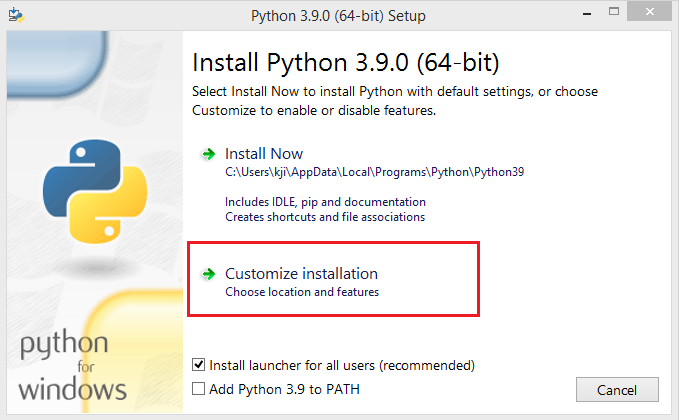 Python 3.9.0 (64-bit) Setup
Install Python 3.9.0 (64-bit)
Select Install Now to install Python with default settings, or choose
Customize to enable or disable features.
Install Now
C:\Users\kji\AppData\Local\Programs\Python\Python39
Includes IDLE, pip and documentation
Creates shortcuts and file associations
Customize installation
Choose location and features
python
for
windows
Install launcher for all users (recommended)
Add Python 3.9 to PATH
Cancel